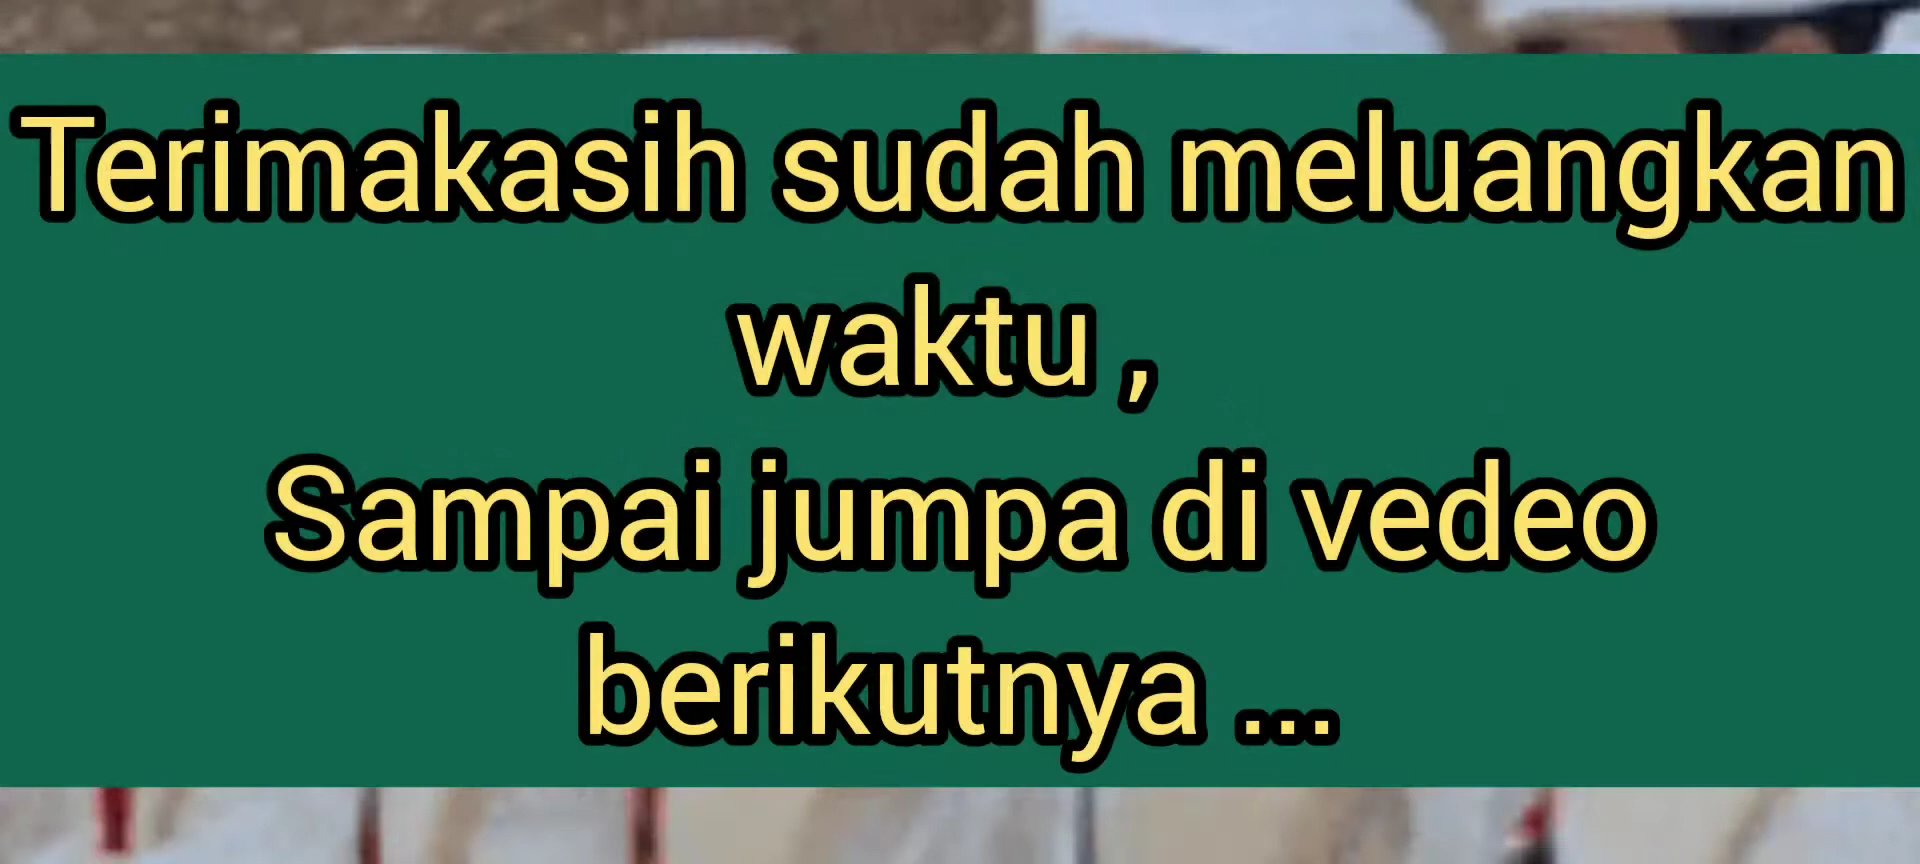 Terimakasih sudah meluangkan
waktu ,
Sampai jumpa di vedeo
berikutnya ...